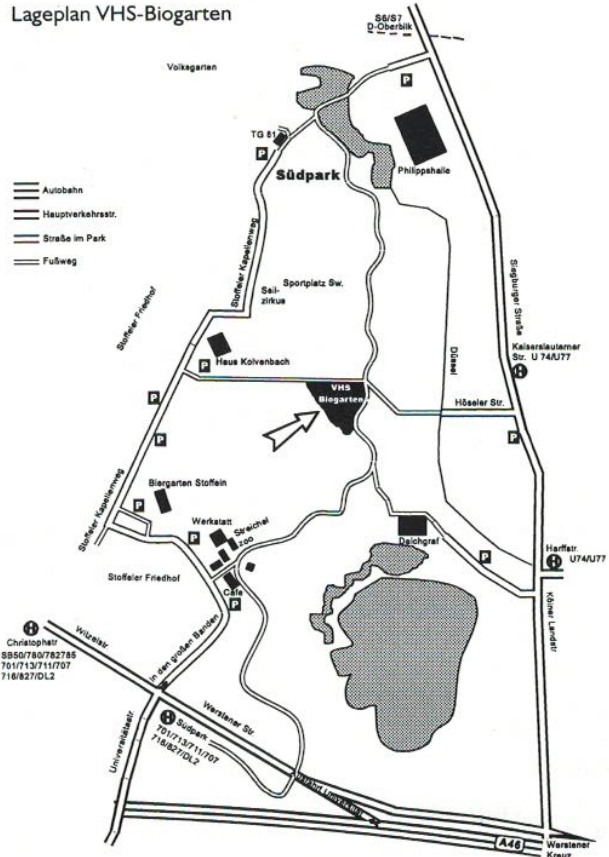 Lageplan VHS-Biogarten
S6/S7
D-Oberbilk
Volksgarten
P
TG 81
P
Südpark
Philippshalle
Autobahn
Hauptverkehrsstr.
Straße im Park
Fußweg
Stoffeler Kapellenweg
Siegburger Straße
Sportplatz Sw.
Seil-
zirkus
Stoffeler Friedhof
Düssel
Kaiserslauterner
Str. U 74/U77
H
Haus Kolvenbach
P
VHS
Biogarten
Höseler Str.
P
P
P
P
Stoffeler Kapellenweg
Biergarten Stoffeln
P
P
Werkstatt
Streichel
zoo
Deichgraf
P
Harffstr.
H
U74/U77
Stoffeler Friedhof
Café
P
Kölner Landstr
In den großen Banden
H
Christophstr
SB50/780/782785
701/713/711/707
716/827/DL2
Witzelstr
Werstener Str
H
Südpark
701/713/711/707
716/827/DL2
Universitätsstr
A46
Werstener
Kreuz